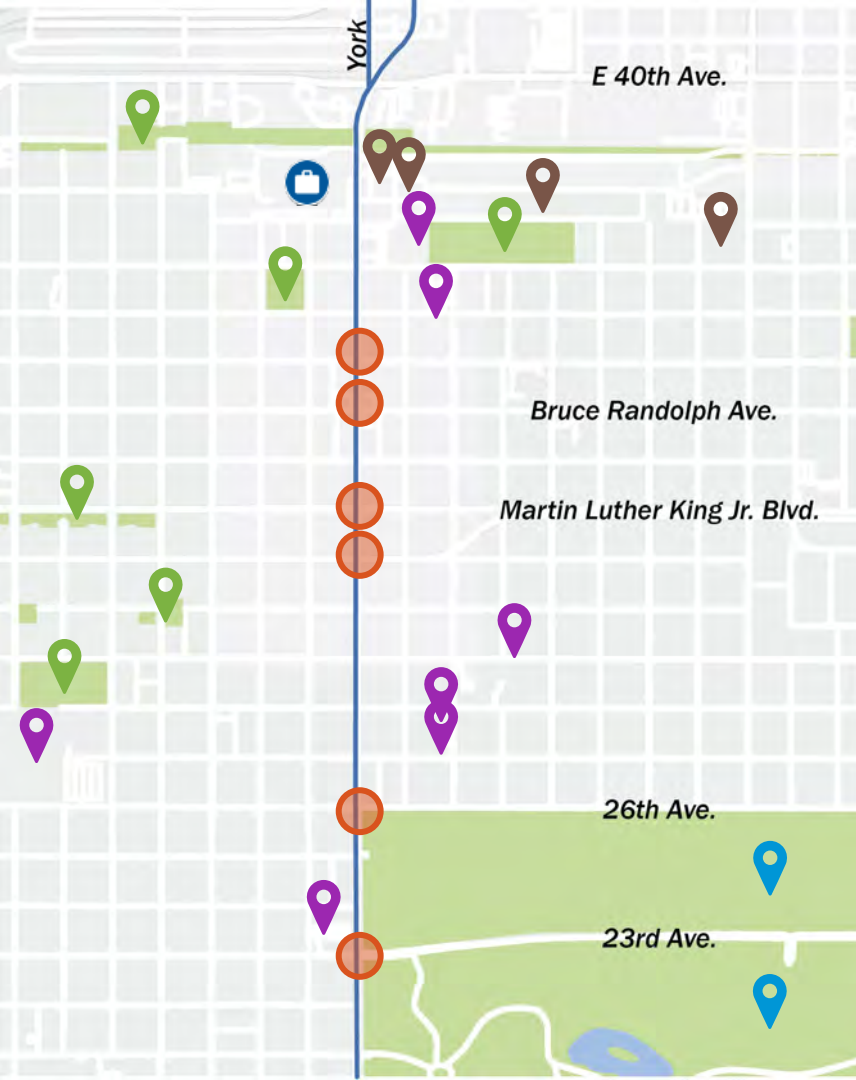 York
E 40th Ave.
Bruce Randolph Ave.
Martin Luther King Jr. Blvd.
26th Ave.
23rd Ave.